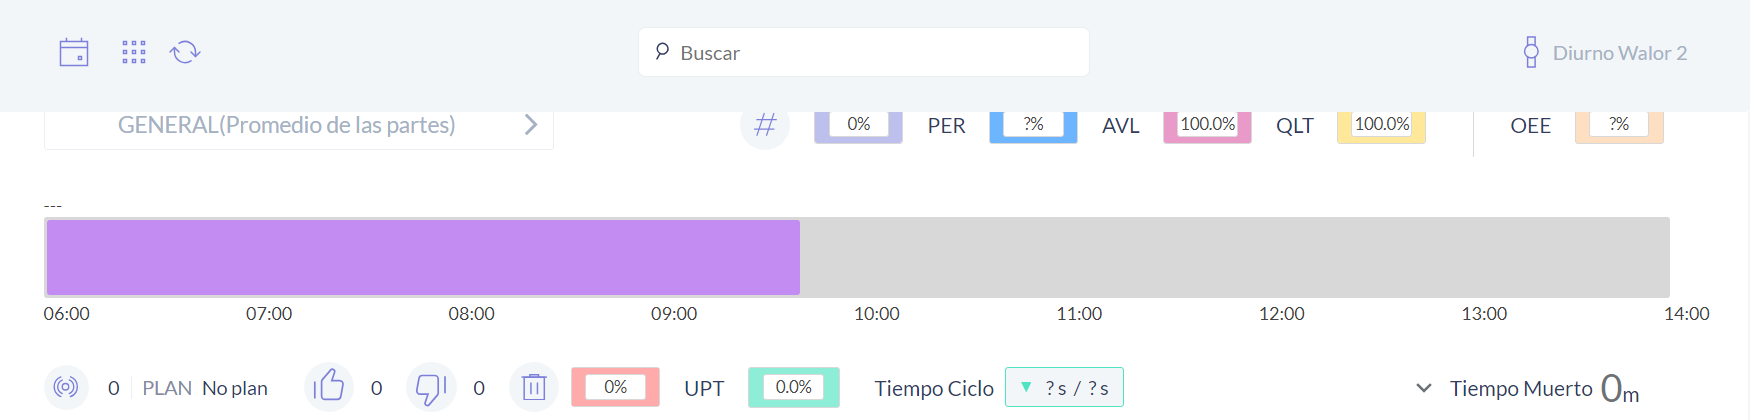 Buscar
Diurno Walor 2
GENERAL(Promedio de las partes)
# 0% PER ?% AVL 100.0% QLT 100.0% OEE ?%
---
06:00 07:00 08:00 09:00 10:00 11:00 12:00 13:00 14:00
0 PLAN No plan 0 0 0% UPT 0.0% Tiempo Ciclo ? s / ? s Tiempo Muerto 0m